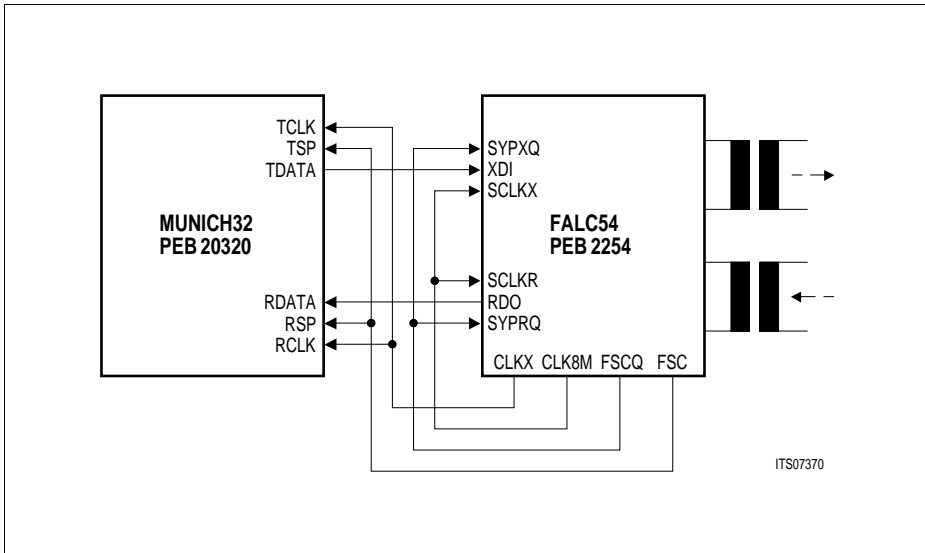 TCLK
TSP
TDATA
MUNICH32
PEB 20320
RDATA
RSP
RCLK
SYPXQ
XDI
SCLKX
FALC54
PEB 2254
SCLKR
RDO
SYPRQ
CLKX CLK8M FSCQ FSC
ITS07370